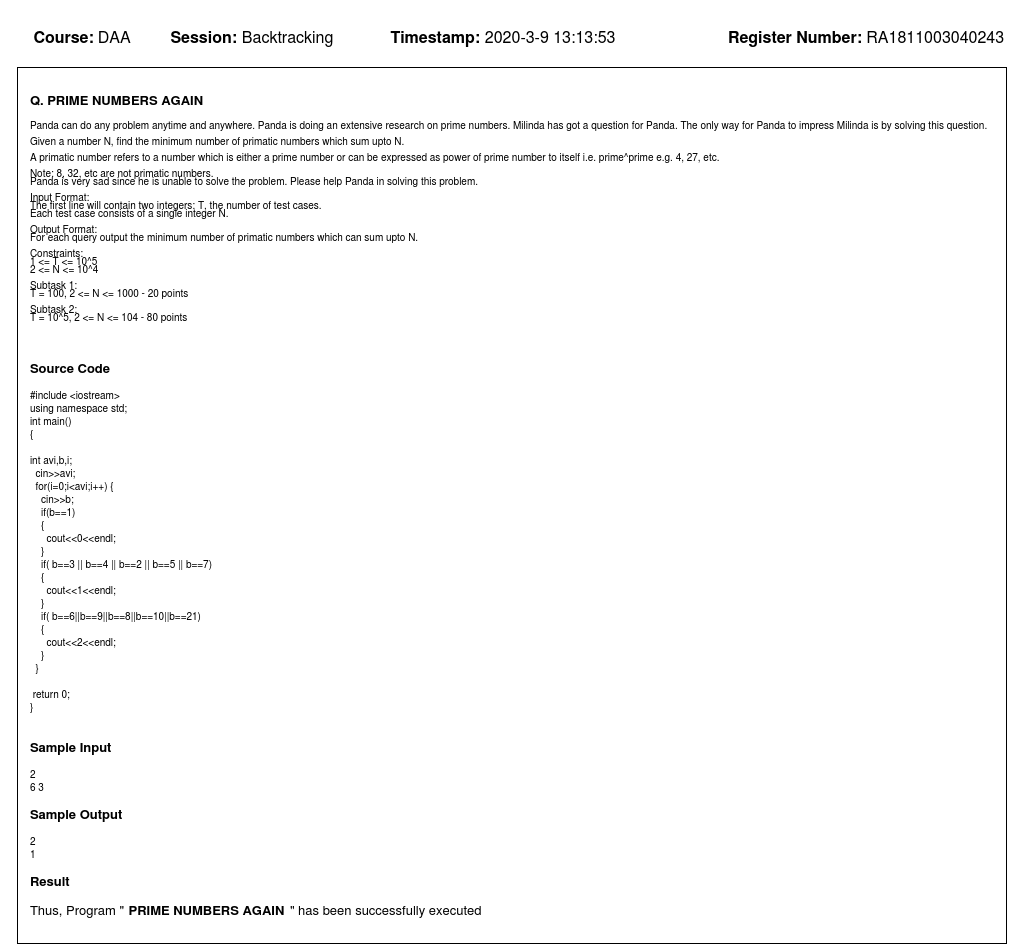 Course: DAA Session: Backtracking Timestamp: 2020-3-9 13:13:53 Register Number: RA1811003040243
Q. PRIME NUMBERS AGAIN
Panda can do any problem anytime and anywhere. Panda is doing an extensive research on prime numbers. Milinda has got a question for Panda. The only way for Panda to impress Milinda is by solving this question.
Given a number N, find the minimum number of primatic numbers which sum upto N.
A primatic number refers to a number which is either a prime number or can be expressed as power of prime number to itself i.e. prime^prime e.g. 4, 27, etc.
Note: 8, 32, etc are not primatic numbers.
Panda is very sad since he is unable to solve the problem. Please help Panda in solving this problem.
Input Format:
The first line will contain two integers: T, the number of test cases.
Each test case consists of a single integer N.
Output Format:
For each query output the minimum number of primatic numbers which can sum upto N.
Constraints:
1 <= T <= 10^5
2 <= N <= 10^4
Subtask 1:
T = 100, 2 <= N <= 1000 - 20 points
Subtask 2:
T = 10^5, 2 <= N <= 104 - 80 points
Source Code
#include <iostream>
using namespace std;
int main()
{
int avi,b,i;
cin>>avi;
for(i=0;i<avi;i++) {
cin>>b;
if(b==1)
{
cout<<0<<endl;
}
if( b==3 || b==4 || b==2 || b==5 || b==7)
{
cout<<1<<endl;
}
if( b==6||b==9||b==8||b==10||b==21)
{
cout<<2<<endl;
}
}
return 0;
}
Sample Input
2
6 3
Sample Output
2
1
Result
Thus, Program " PRIME NUMBERS AGAIN " has been successfully executed